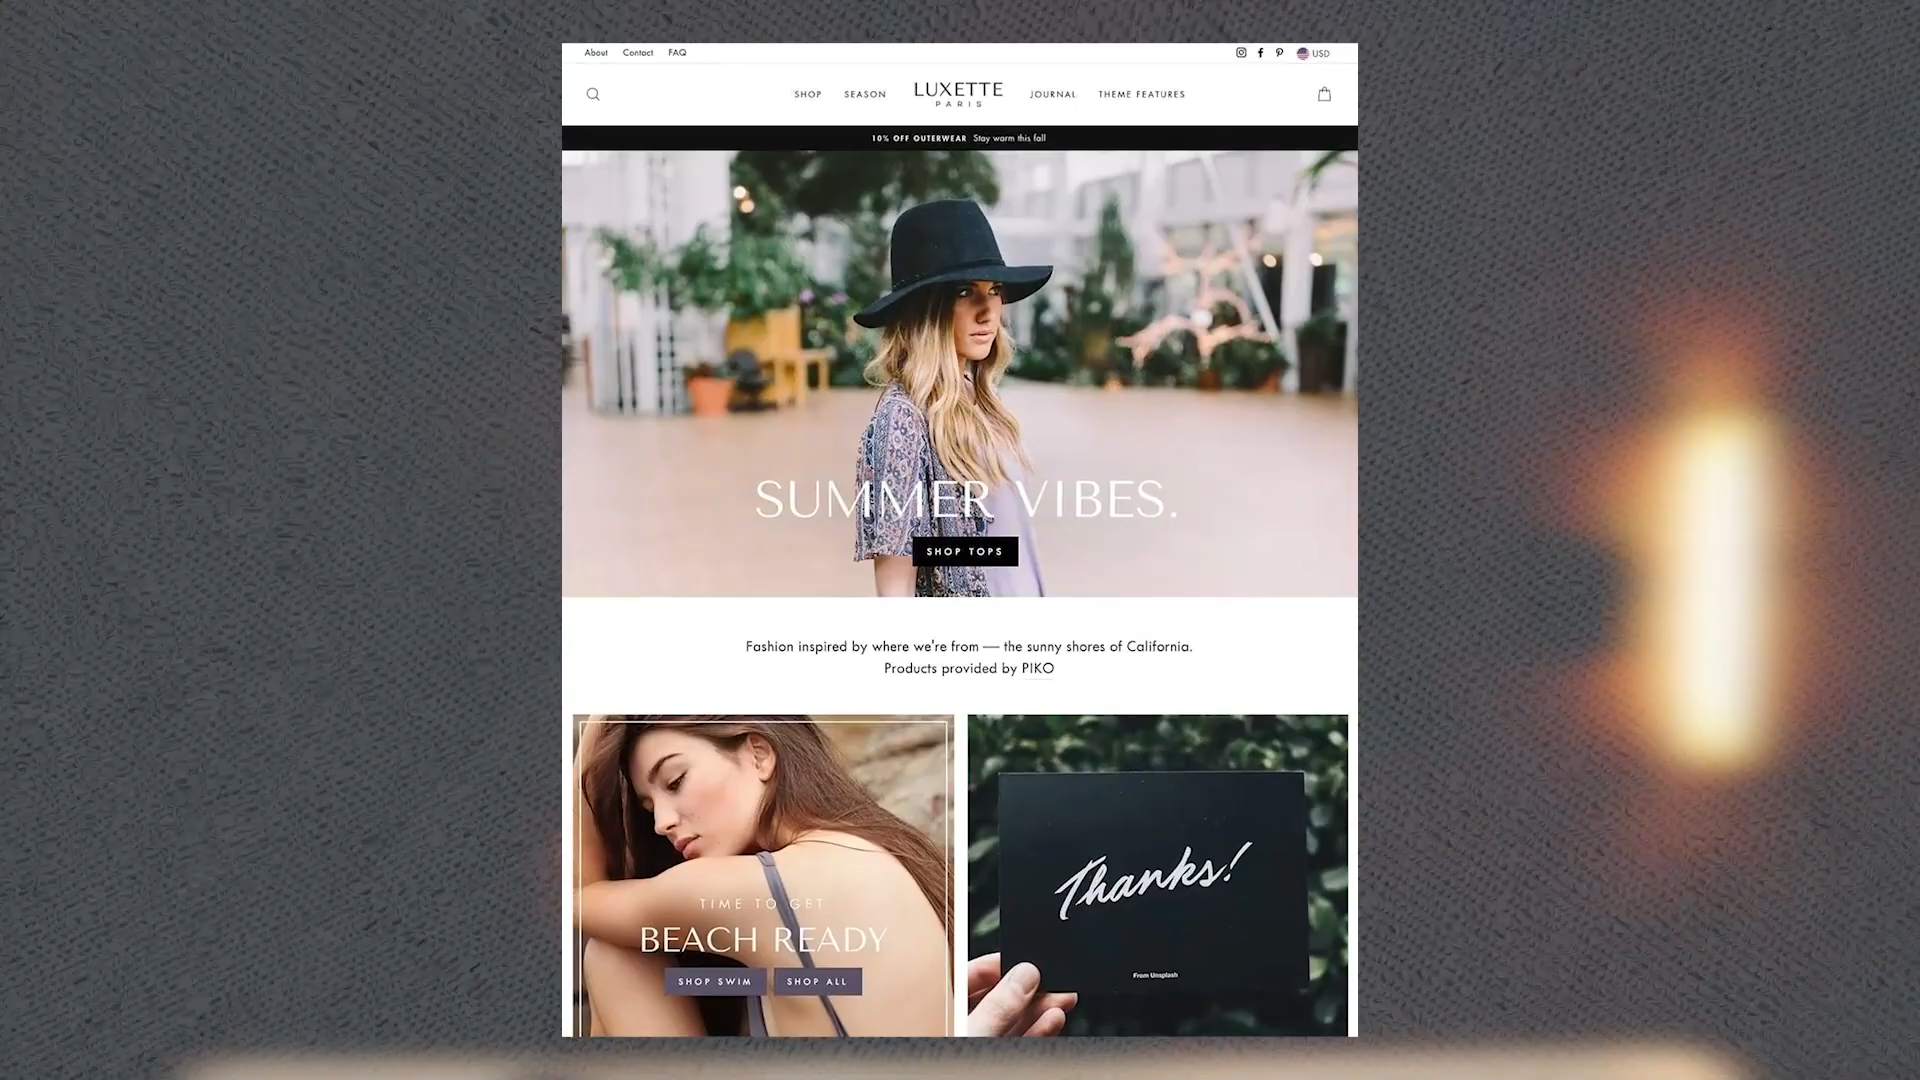 About Contact FAQ USD
SHOP SEASON LUXETTE JOURNAL THEME FEATURES
PARIS
10% OFF OUTERWEAR Stay warm this fall
SUMMER VIBES.
SHOP TOPS
Fashion inspired by where we're from — the sunny shores of California.
Products provided by PIKO
TIME TO GET
BEACH READY
SHOP SWIM SHOP ALL
Thanks!
From Unsplash